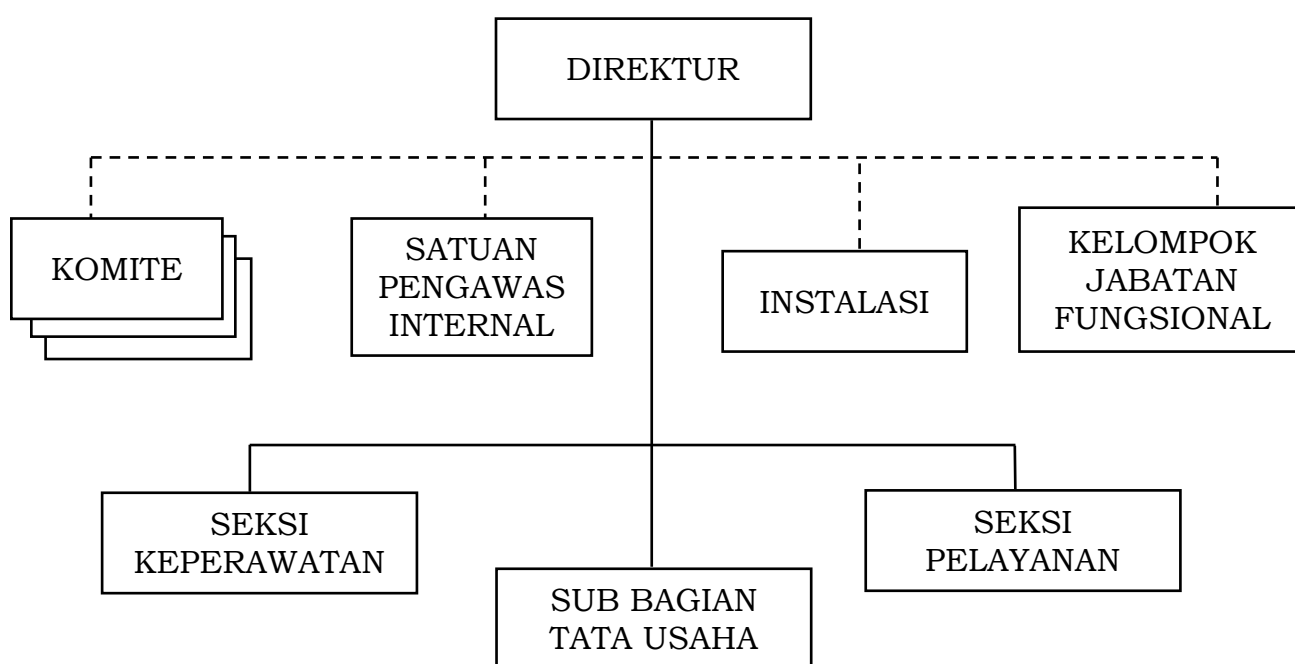 DIREKTUR
KOMITE
SATUAN
PENGAWAS
INTERNAL
INSTALASI
KELOMPOK
JABATAN
FUNGSIONAL
SEKSI
KEPERAWATAN
SUB BAGIAN
TATA USAHA
SEKSI
PELAYANAN